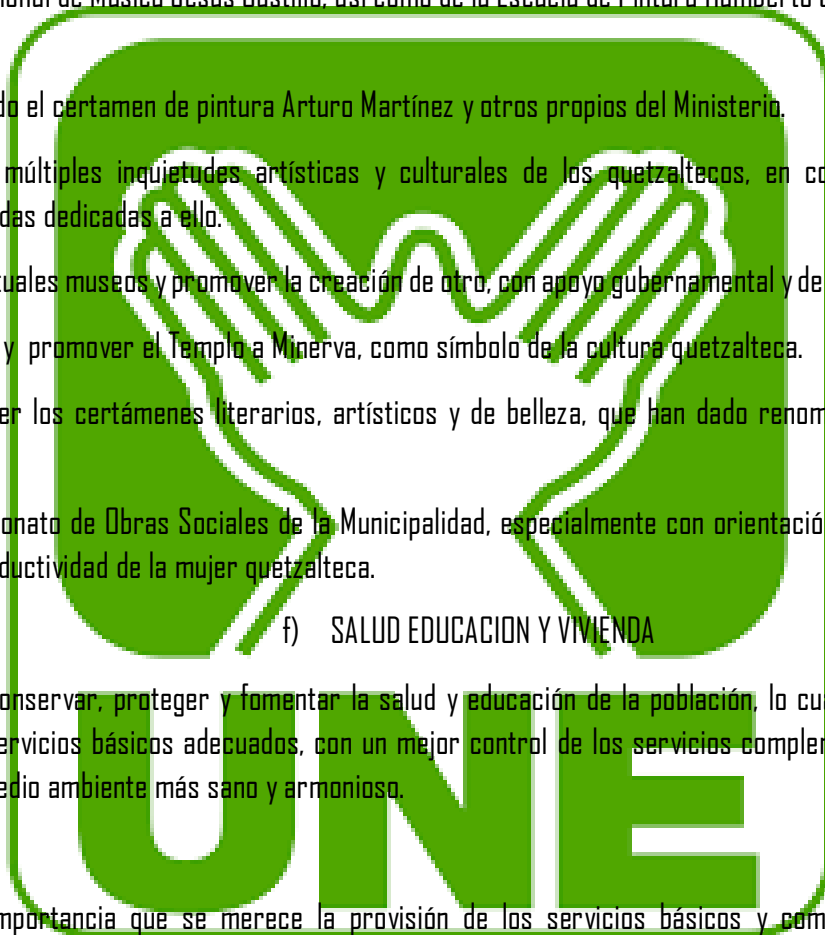 onal de Música Jesús Castillo, así como de la Escuela de Pintura Humberto
do el certamen de pintura Arturo Martínez y otros propios del Ministerio.
múltiples inquietudes artísticas y culturales de los quetzaltecos, en co
das dedicadas a ello.
tuales museos y promover la creación de otro, con apoyo gubernamental y de
y promover el Templo a Minerva, como símbolo de la cultura quetzalteca.
er los certámenes literarios, artísticos y de belleza, que han dado renom
onato de Obras Sociales de la Municipalidad, especialmente con orientació
ductividad de la mujer quetzalteca.
f) SALUD EDUCACION Y VIVIENDA
onservar, proteger y fomentar la salud y educación de la población, lo cu
ervicios básicos adecuados, con un mejor control de los servicios complem
edio ambiente más sano y armonioso.
UNE
mportancia que se merece la provisión de los servicios básicos y com